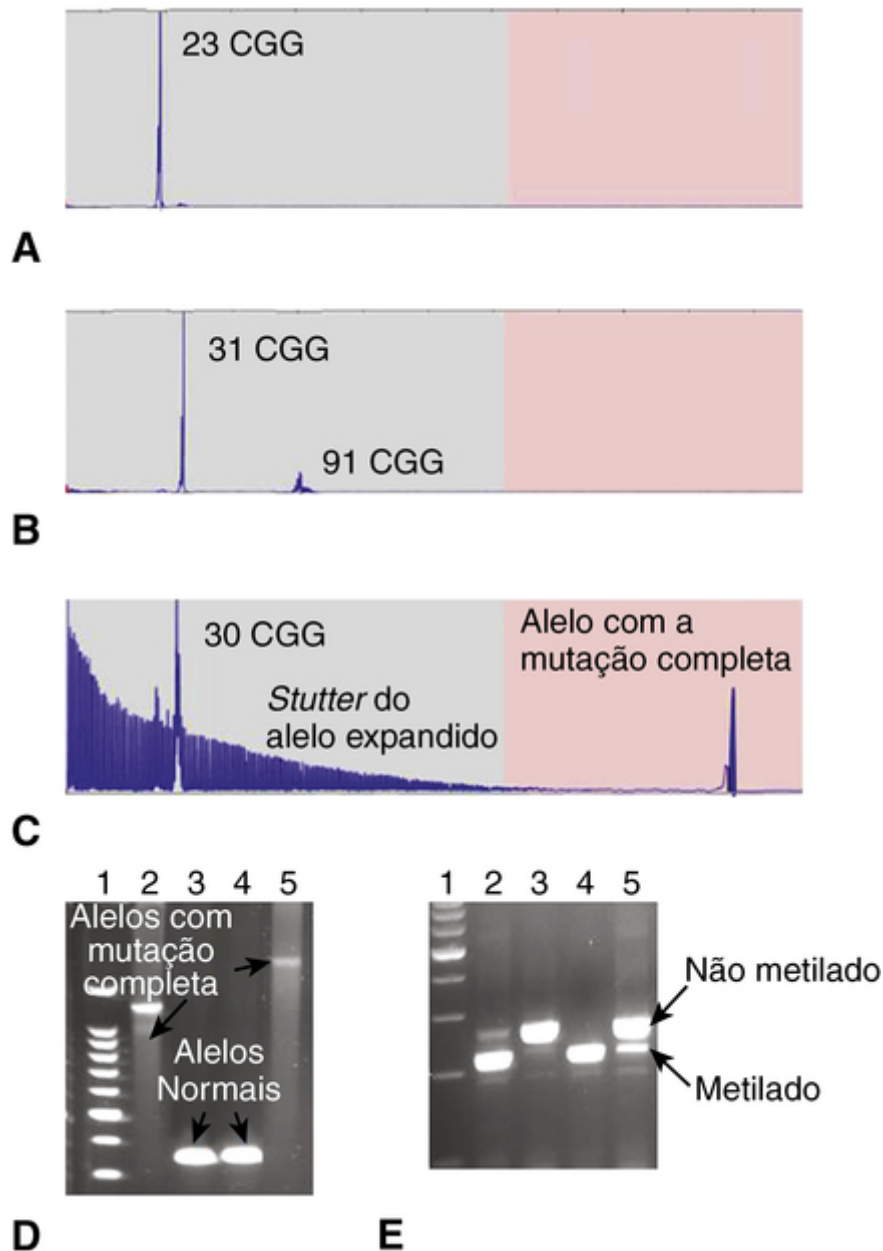 23 CGG
A
31 CGG
91 CGG
B
30 CGG
Stutter do
alelo expandido
Alelo com a
mutação completa
C
1 2 3 4 5
Alelos com
mutação
completa
Alelos
Normais
D
1 2 3 4 5
Não metilado
Metilado
E